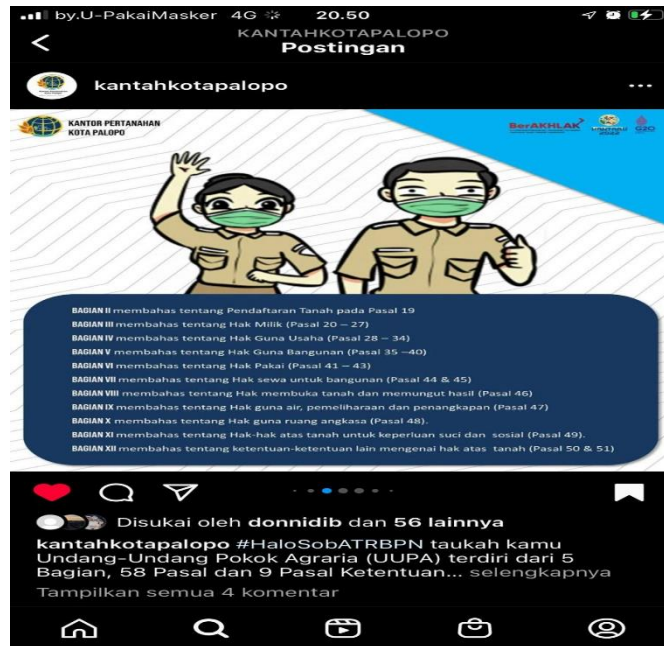 by.U-PakaiMasker 4G 20.50
KANTAHKOTAPALOPO
Postingan
kantahkotapalopo
KANTOR PERTANAHAN
KOTA PALOPO
BerAKHLAK
G20
BAGIAN II membahas tentang Pendaftaran Tanah pada Pasal 19
BAGIAN III membahas tentang Hak Milik (Pasal 20 – 27)
BAGIAN IV membahas tentang Hak Guna Usaha (Pasal 28 – 34)
BAGIAN V membahas tentang Hak Guna Bangunan (Pasal 35 –40)
BAGIAN VI membahas tentang Hak Pakai (Pasal 41 – 43)
BAGIAN VII membahas tentang Hak sewa untuk bangunan (Pasal 44 & 45)
BAGIAN VIII membahas tentang Hak membuka tanah dan memungut hasil (Pasal 46)
BAGIAN IX membahas tentang Hak guna air, pemeliharaan dan penangkapan (Pasal 47)
BAGIAN X membahas tentang Hak guna ruang angkasa (Pasal 48).
BAGIAN XI membahas tentang Hak-hak atas tanah untuk keperluan suci dan sosial (Pasal 49).
BAGIAN XII membahas tentang ketentuan-ketentuan lain mengenai hak atas tanah (Pasal 50 & 51)
Disukai oleh donnidib dan 56 lainnya
kantahkotapalopo #HaloSobATRBPN taukah kamu
Undang-Undang Pokok Agraria (UUPA) terdiri dari 5
Bagian, 58 Pasal dan 9 Pasal Ketentuan... selengkapnya
Tampilkan semua 4 komentar